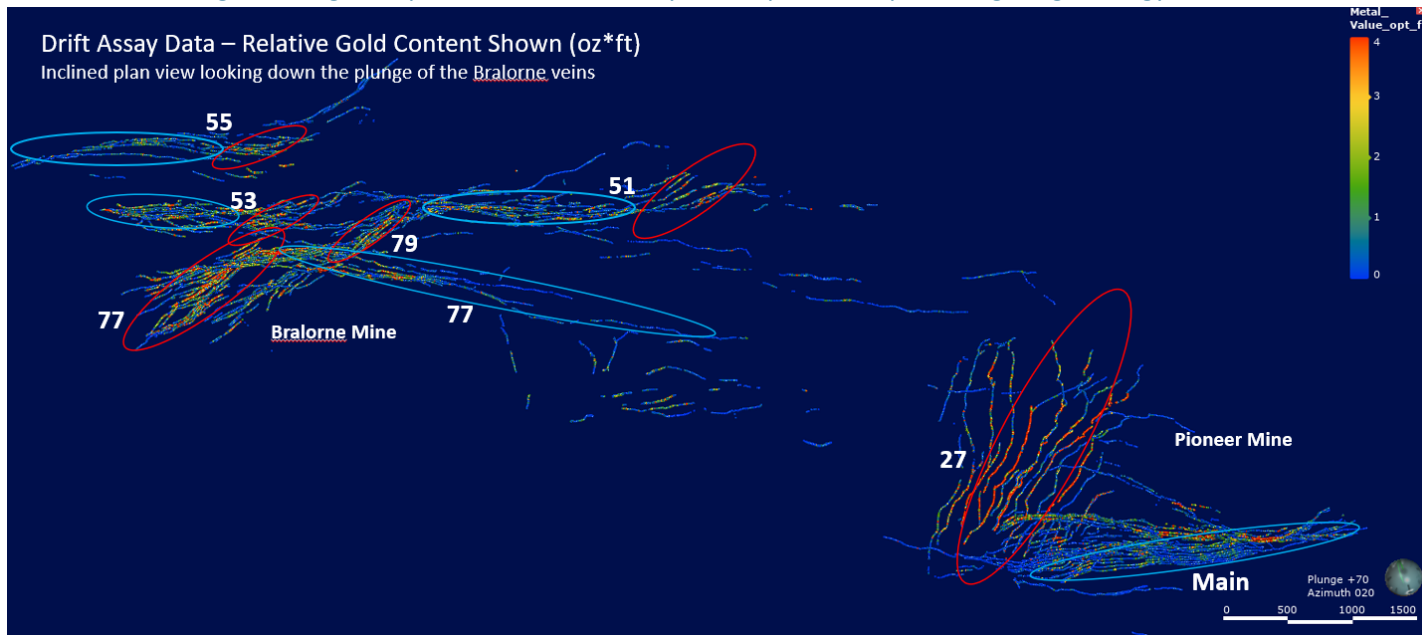 Drift Assay Data – Relative Gold Content Shown (oz*ft)
Inclined plan view looking down the plunge of the Bralorne veins
Metal_
Value_opt_f
4
3
2
1
0
55
53
51
79
77
77
Bralorne Mine
27
Pioneer Mine
Main
Plunge +70
Azimuth 020
0 500 1000 1500